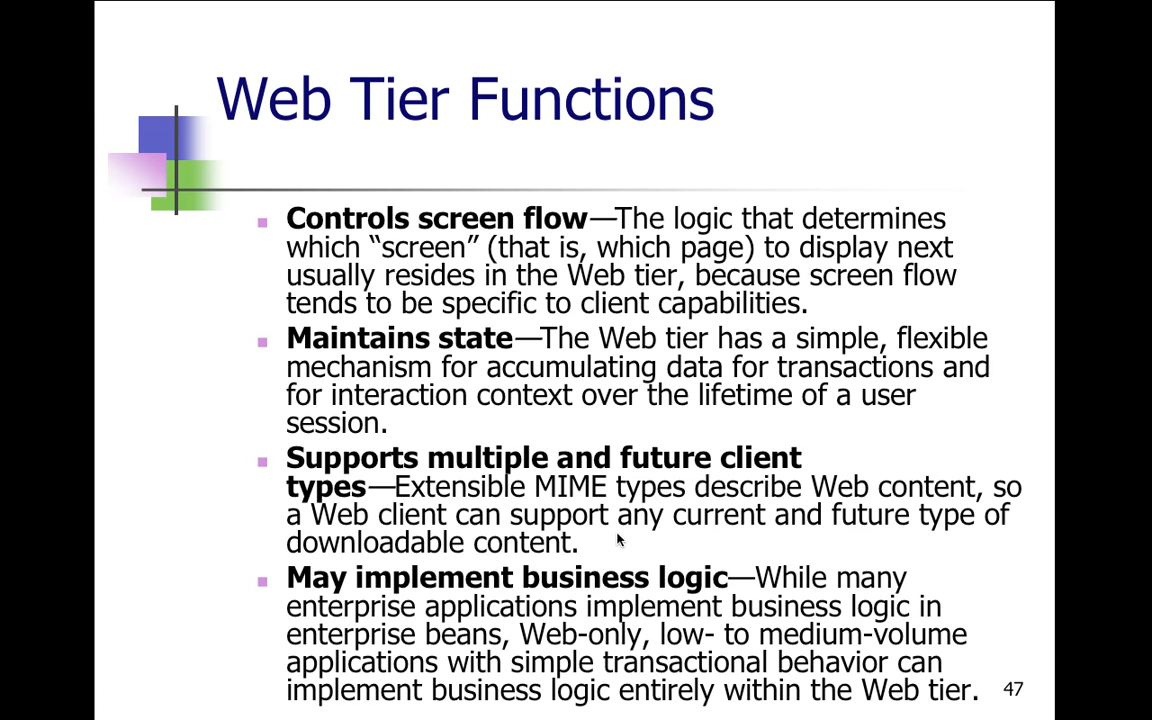 Web Tier Functions
Controls screen flow—The logic that determines
which “screen” (that is, which page) to display next
usually resides in the Web tier, because screen flow
tends to be specific to client capabilities.
Maintains state—The Web tier has a simple, flexible
mechanism for accumulating data for transactions and
for interaction context over the lifetime of a user
session.
Supports multiple and future client
types—Extensible MIME types describe Web content, so
a Web client can support any current and future type of
downloadable content.
May implement business logic—While many
enterprise applications implement business logic in
enterprise beans, Web-only, low- to medium-volume
applications with simple transactional behavior can
implement business logic entirely within the Web tier.
47